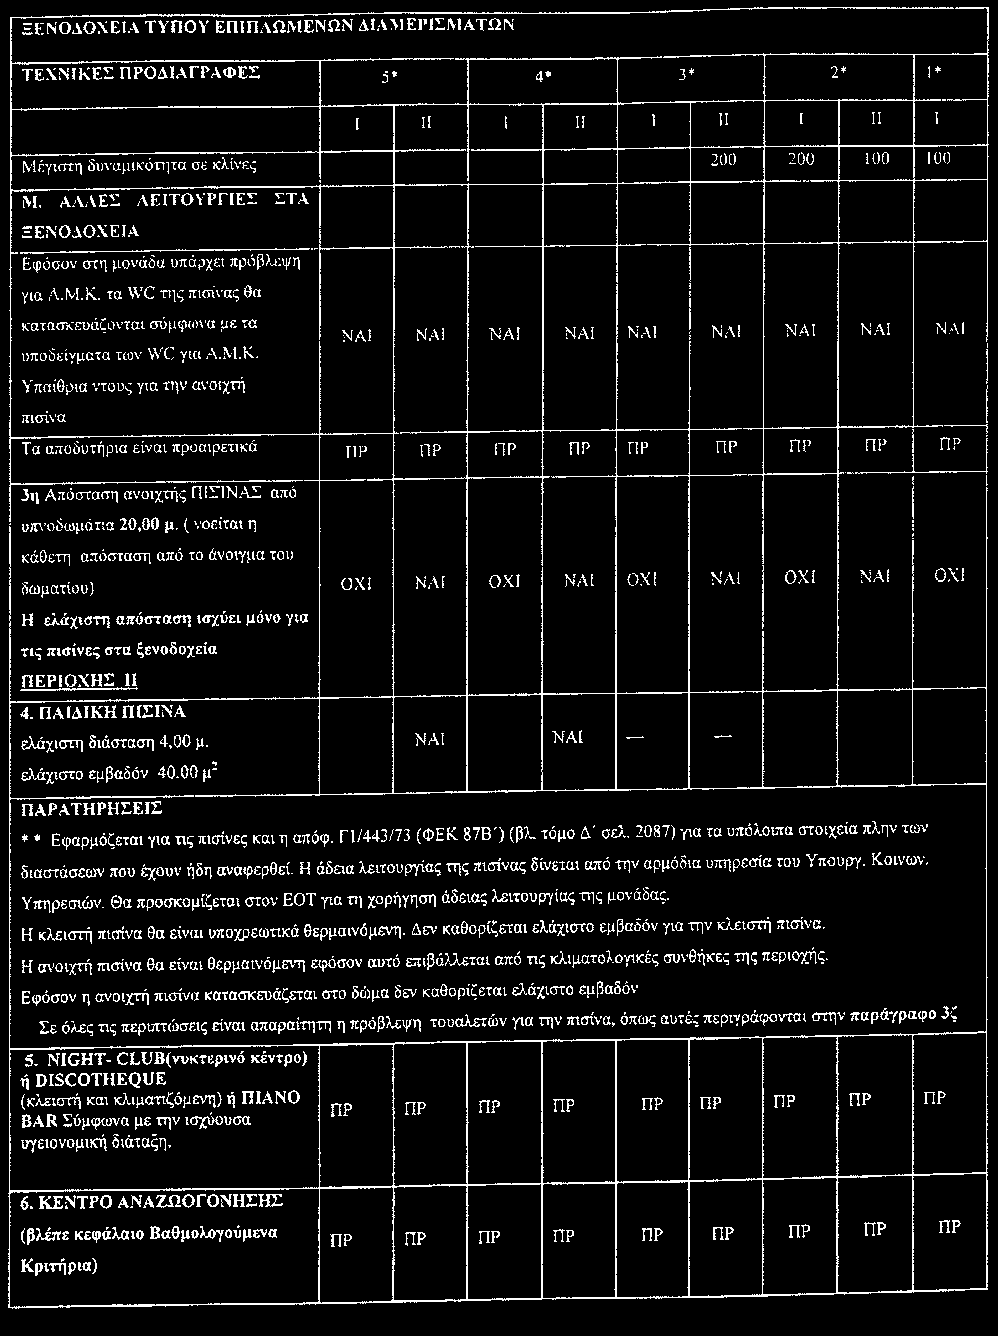 ΞΕΝΟΔΟΧΕΙΑ ΤΥΠΟΥ ΕΠΙΠΛΩΜΕΝΩΝ ΔΙΑΜΕΡΙΣΜΑΤΩΝ
ΤΕΧΝΙΚΕΣ ΠΡΟΔΙΑΓΡΑΦΕΣ 5* 4* 3* 2* 1*
I II I II I II I II I
Μέγιστη δυναμικότητα σε κλίνες 200 200 100 100
Μ. ΑΛΛΕΣ ΛΕΙΤΟΥΡΓΙΕΣ ΣΤΑ
ΞΕΝΟΔΟΧΕΙΑ
Εφόσον στη μονάδα υπάρχει πρόβλεψη
για Α.Μ.Κ. τα WC της πισίνας θα
κατασκευάζονται σύμφωνα με τα
υποδείγματα των WC για Α.Μ.Κ.
Υπαίθρια ντους για την ανοιχτή
πισίνα
ΝΑΙ ΝΑΙ ΝΑΙ ΝΑΙ ΝΑΙ ΝΑΙ ΝΑΙ ΝΑΙ ΝΑΙ
Τα αποδυτήρια είναι προαιρετικά ΠΡ ΠΡ ΠΡ ΠΡ ΠΡ ΠΡ ΠΡ ΠΡ ΠΡ
3η Απόσταση ανοιχτής ΠΙΣΙΝΑΣ από
υπνοδωμάτια 20,00 μ. ( νοείται η
κάθετη απόσταση από το άνοιγμα του
δωματίου)
Η ελάχιστη απόσταση ισχύει μόνο για
τις πισίνες στα ξενοδοχεία
ΠΕΡΙΟΧΗΣ ΙΙ
ΟΧΙ ΝΑΙ ΟΧΙ ΝΑΙ ΟΧΙ ΝΑΙ ΟΧΙ ΝΑΙ ΟΧΙ
4. ΠΑΙΔΙΚΗ ΠΙΣΙΝΑ
ελάχιστη διάσταση 4,00 μ.
ελάχιστο εμβαδόν 40.00 μ²
ΝΑΙ ΝΑΙ — —
ΠΑΡΑΤΗΡΗΣΕΙΣ
* * Εφαρμόζεται για τις πισίνες και η απόφ. Γ1/443/73 (ΦΕΚ 87Β΄) (βλ. τόμο Δ΄ σελ. 2087) για τα υπόλοιπα στοιχεία πλην των
διαστάσεων που έχουν ήδη αναφερθεί. Η άδεια λειτουργίας της πισίνας δίνεται από την αρμόδια υπηρεσία του Υπουργ. Κοινων.
Υπηρεσιών. Θα προσκομίζεται στον ΕΟΤ για τη χορήγηση άδειας λειτουργίας της μονάδας.
Η κλειστή πισίνα θα είναι υποχρεωτικά θερμαινόμενη. Δεν καθορίζεται ελάχιστο εμβαδόν για την κλειστή πισίνα.
Η ανοιχτή πισίνα θα είναι θερμαινόμενη εφόσον αυτό επιβάλλεται από τις κλιματολογικές συνθήκες της περιοχής.
Εφόσον η ανοιχτή πισίνα κατασκευάζεται στο δώμα δεν καθορίζεται ελάχιστο εμβαδόν
Σε όλες τις περιπτώσεις είναι απαραίτητη η πρόβλεψη τουαλετών για την πισίνα, όπως αυτές περιγράφονται στην παράγραφο 3ζ
5. NIGHT- CLUB(νυκτερινό κέντρο)
ή DISCOTHEQUE
(κλειστή και κλιματιζόμενη) ή ΠΙΑΝΟ
BAR Σύμφωνα με την ισχύουσα
υγειονομική διάταξη.
ΠΡ ΠΡ ΠΡ ΠΡ ΠΡ ΠΡ ΠΡ ΠΡ ΠΡ
6. ΚΕΝΤΡΟ ΑΝΑΖΩΟΓΟΝΗΣΗΣ
(βλέπε κεφάλαιο Βαθμολογούμενα
Κριτήρια)
ΠΡ ΠΡ ΠΡ ΠΡ ΠΡ ΠΡ ΠΡ ΠΡ ΠΡ